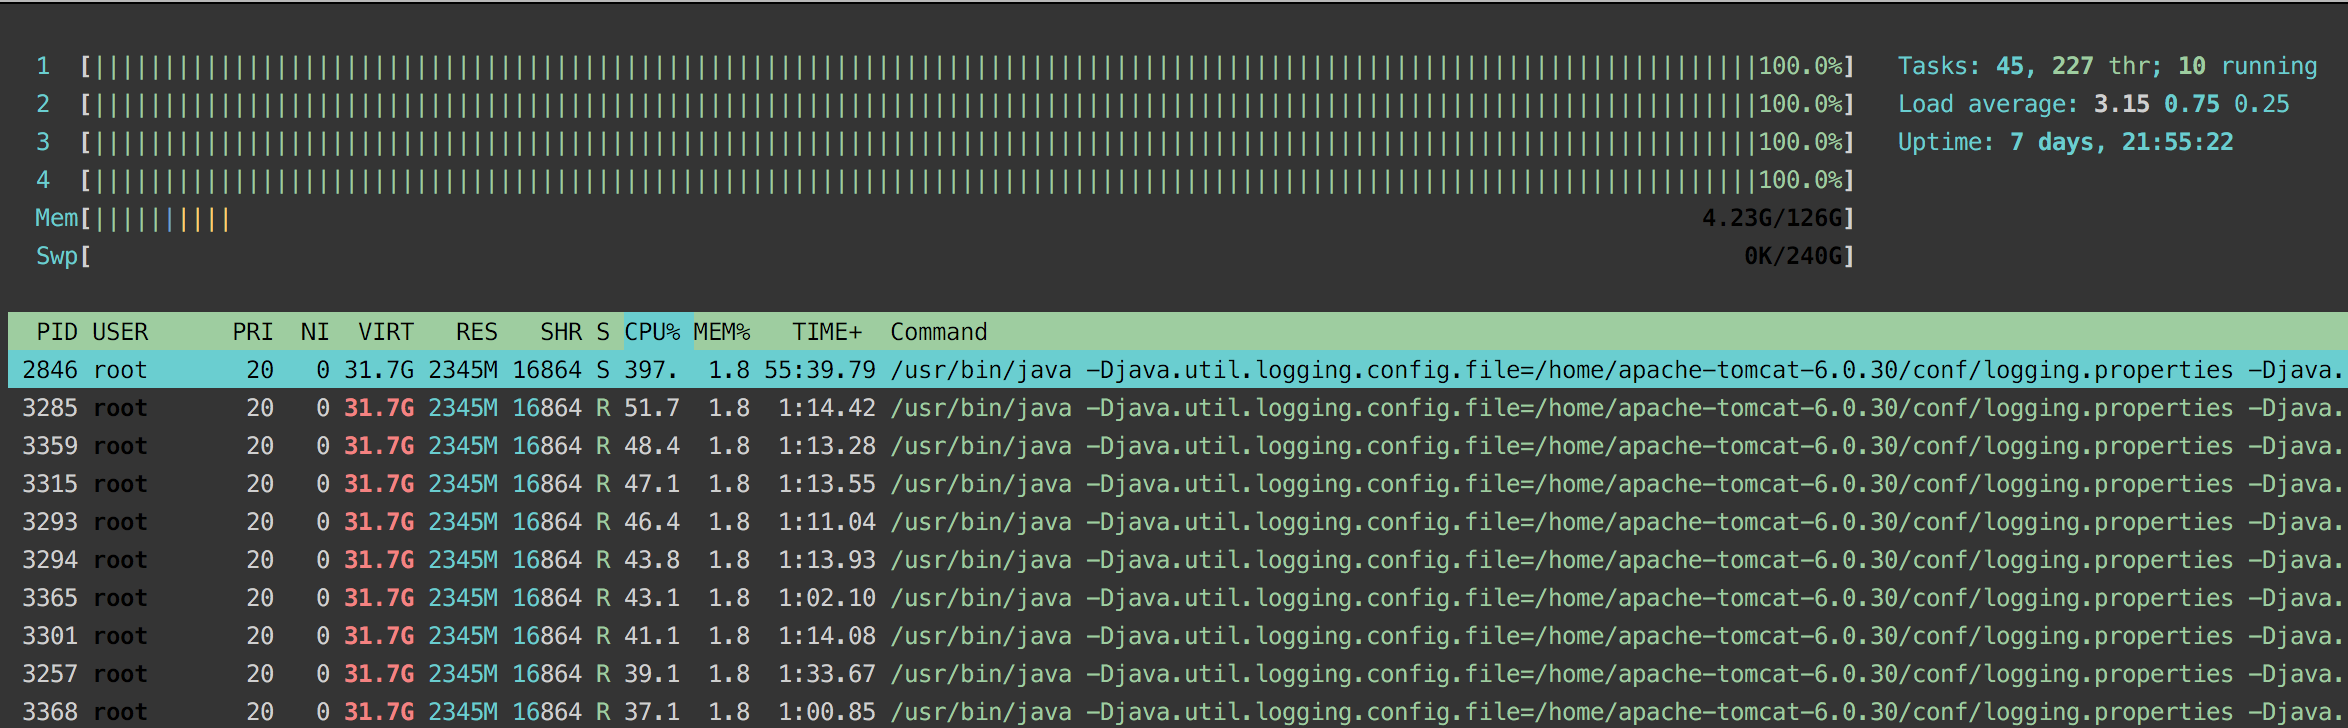 1 [||||||||||||||||||||||||||||||||||||||||||||||||||||||||||||||||||||||||||||||||||||||||||||||||||||||||||||||||||||||||100.0%] Tasks: 45, 227 thr; 10 running
2 [||||||||||||||||||||||||||||||||||||||||||||||||||||||||||||||||||||||||||||||||||||||||||||||||||||||||||||||||||||||||100.0%] Load average: 3.15 0.75 0.25
3 [||||||||||||||||||||||||||||||||||||||||||||||||||||||||||||||||||||||||||||||||||||||||||||||||||||||||||||||||||||||||100.0%] Uptime: 7 days, 21:55:22
4 [||||||||||||||||||||||||||||||||||||||||||||||||||||||||||||||||||||||||||||||||||||||||||||||||||||||||||||||||||||||||100.0%]
Mem[|||||||||| 4.23G/126G]
Swp[ 0K/240G]
PID USER PRI NI VIRT RES SHR S CPU% MEM% TIME+ Command
2846 root 20 0 31.7G 2345M 16864 S 397. 1.8 55:39.79 /usr/bin/java -Djava.util.logging.config.file=/home/apache-tomcat-6.0.30/conf/logging.properties -Djava.
3285 root 20 0 31.7G 2345M 16864 R 51.7 1.8 1:14.42 /usr/bin/java -Djava.util.logging.config.file=/home/apache-tomcat-6.0.30/conf/logging.properties -Djava.
3359 root 20 0 31.7G 2345M 16864 R 48.4 1.8 1:13.28 /usr/bin/java -Djava.util.logging.config.file=/home/apache-tomcat-6.0.30/conf/logging.properties -Djava.
3315 root 20 0 31.7G 2345M 16864 R 47.1 1.8 1:13.55 /usr/bin/java -Djava.util.logging.config.file=/home/apache-tomcat-6.0.30/conf/logging.properties -Djava.
3293 root 20 0 31.7G 2345M 16864 R 46.4 1.8 1:11.04 /usr/bin/java -Djava.util.logging.config.file=/home/apache-tomcat-6.0.30/conf/logging.properties -Djava.
3294 root 20 0 31.7G 2345M 16864 R 43.8 1.8 1:13.93 /usr/bin/java -Djava.util.logging.config.file=/home/apache-tomcat-6.0.30/conf/logging.properties -Djava.
3365 root 20 0 31.7G 2345M 16864 R 43.1 1.8 1:02.10 /usr/bin/java -Djava.util.logging.config.file=/home/apache-tomcat-6.0.30/conf/logging.properties -Djava.
3301 root 20 0 31.7G 2345M 16864 R 41.1 1.8 1:14.08 /usr/bin/java -Djava.util.logging.config.file=/home/apache-tomcat-6.0.30/conf/logging.properties -Djava.
3257 root 20 0 31.7G 2345M 16864 R 39.1 1.8 1:33.67 /usr/bin/java -Djava.util.logging.config.file=/home/apache-tomcat-6.0.30/conf/logging.properties -Djava.
3368 root 20 0 31.7G 2345M 16864 R 37.1 1.8 1:00.85 /usr/bin/java -Djava.util.logging.config.file=/home/apache-tomcat-6.0.30/conf/logging.properties -Djava.